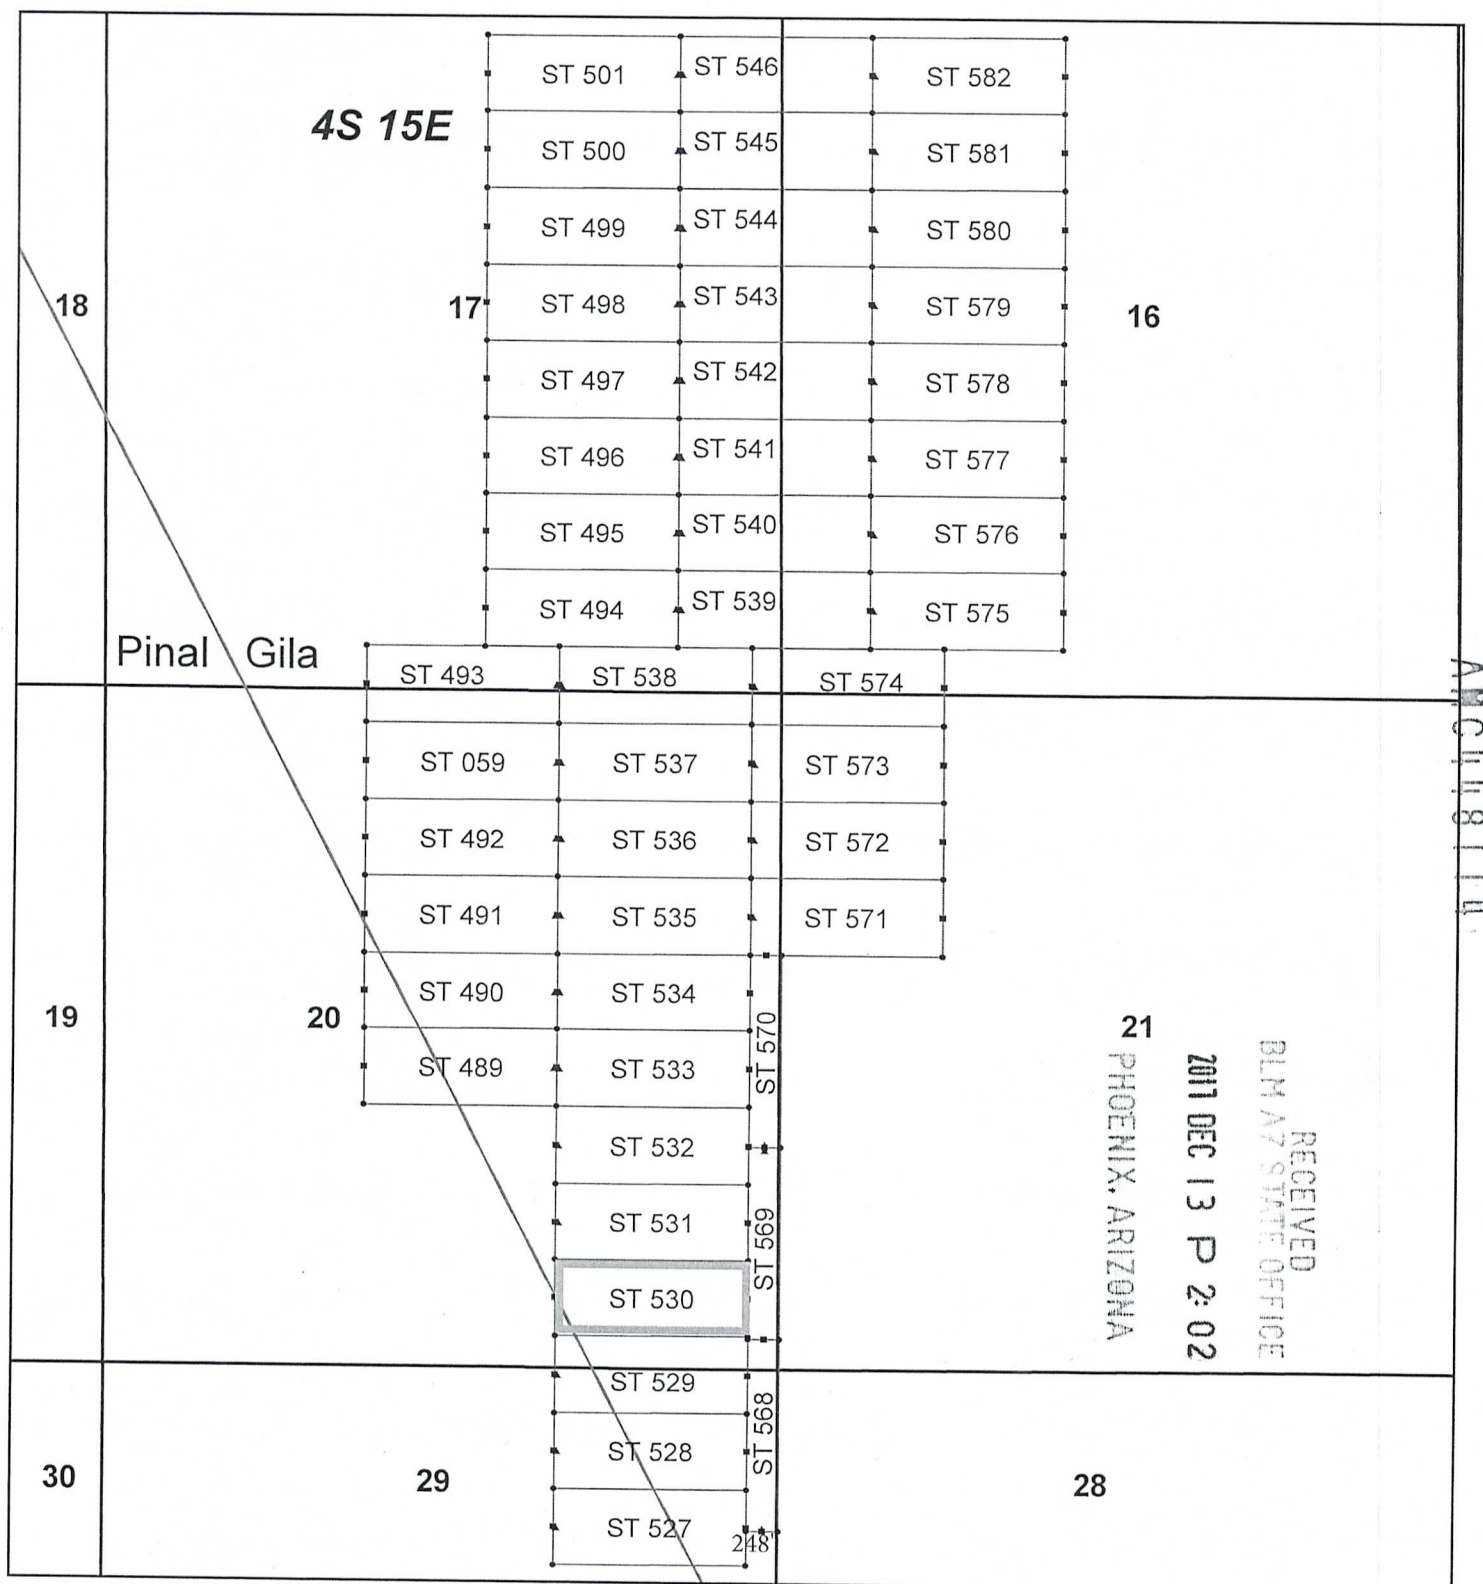 ST 501 ST 546 ST 582
4S 15E
ST 500 ST 545 ST 581
ST 499 ST 544 ST 580
18 17 ST 498 ST 543 ST 579 16
ST 497 ST 542 ST 578
ST 496 ST 541 ST 577
ST 495 ST 540 ST 576
ST 494 ST 539 ST 575
Pinal Gila
ST 493 ST 538 ST 574
ST 059 ST 537 ST 573
ST 492 ST 536 ST 572
ST 491 ST 535 ST 571
ST 490 ST 534
19 20 21
ST 570
ST 489 ST 533
ST 532
ST 531
ST 569
ST 530
ST 529
ST 568
ST 528
30 29 28
ST 527
248'
RECEIVED
BLM AZ STATE OFFICE
2017 DEC 13 P 2:02
PHOENIX, ARIZONA